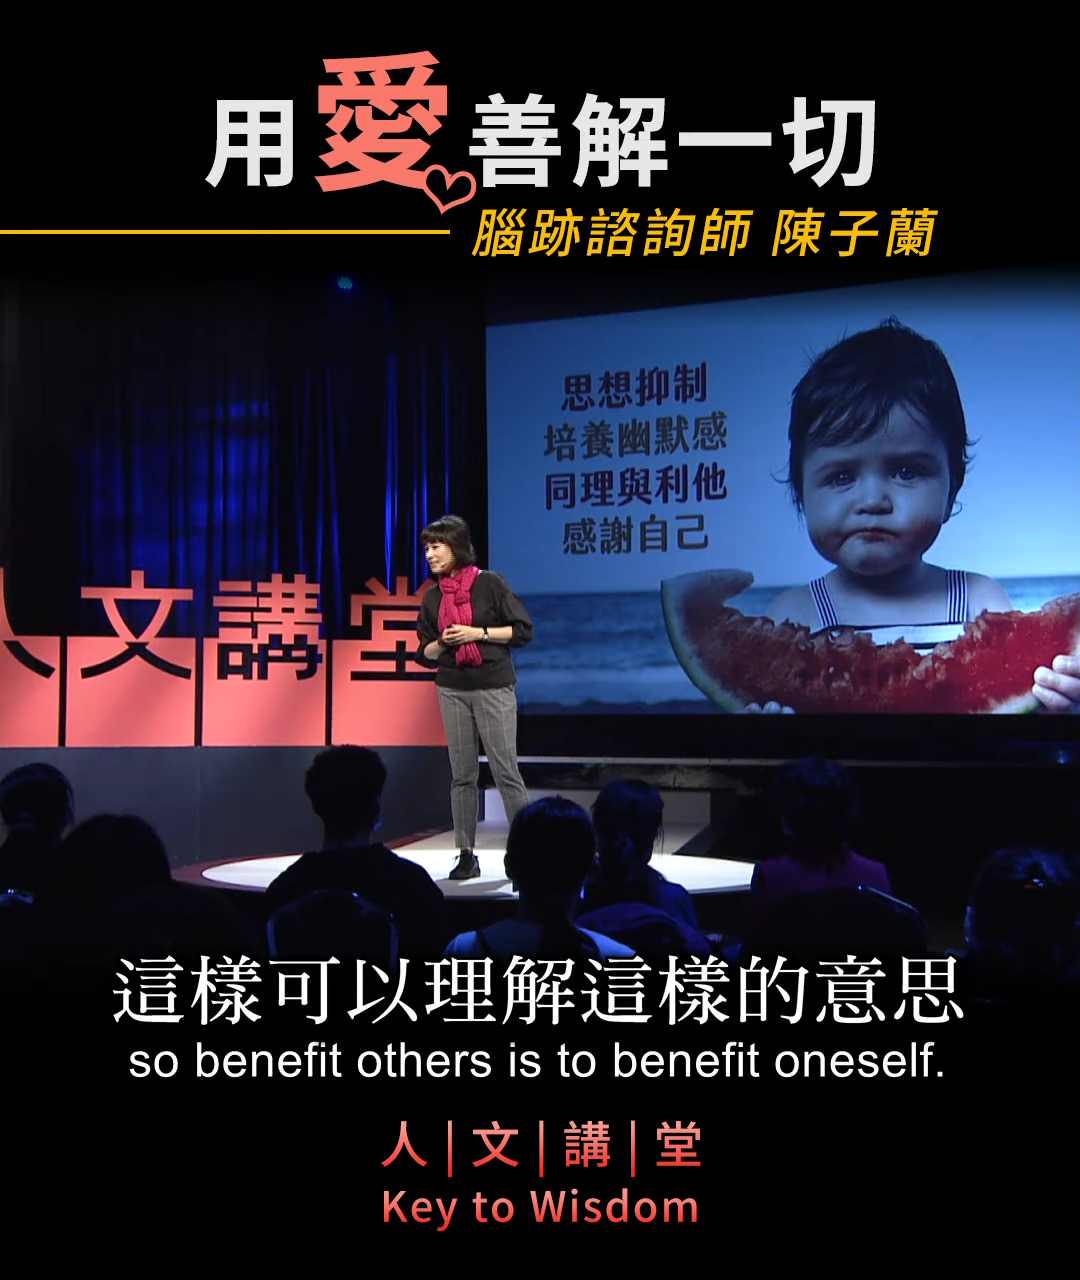 用愛善解一切
腦跡諮詢師 陳子蘭
思想抑制
培養幽默感
同理與利他
感謝自己
人文講堂
這樣可以理解這樣的意思
so benefit others is to benefit oneself.
人|文|講|堂
Key to Wisdom